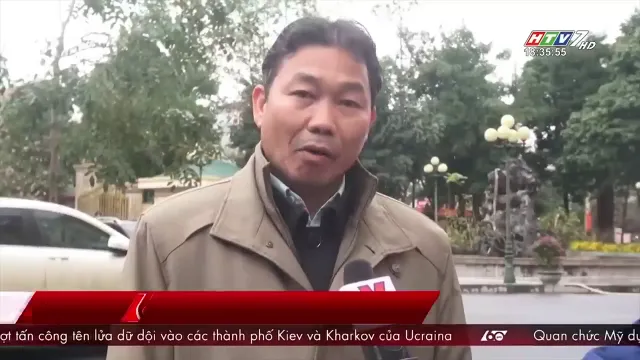 HTV7 HD
18:35:55
ợt tấn công tên lửa dữ dội vào các thành phố Kiev và Kharkov của Ucraina
60
Quan chức Mỹ dự